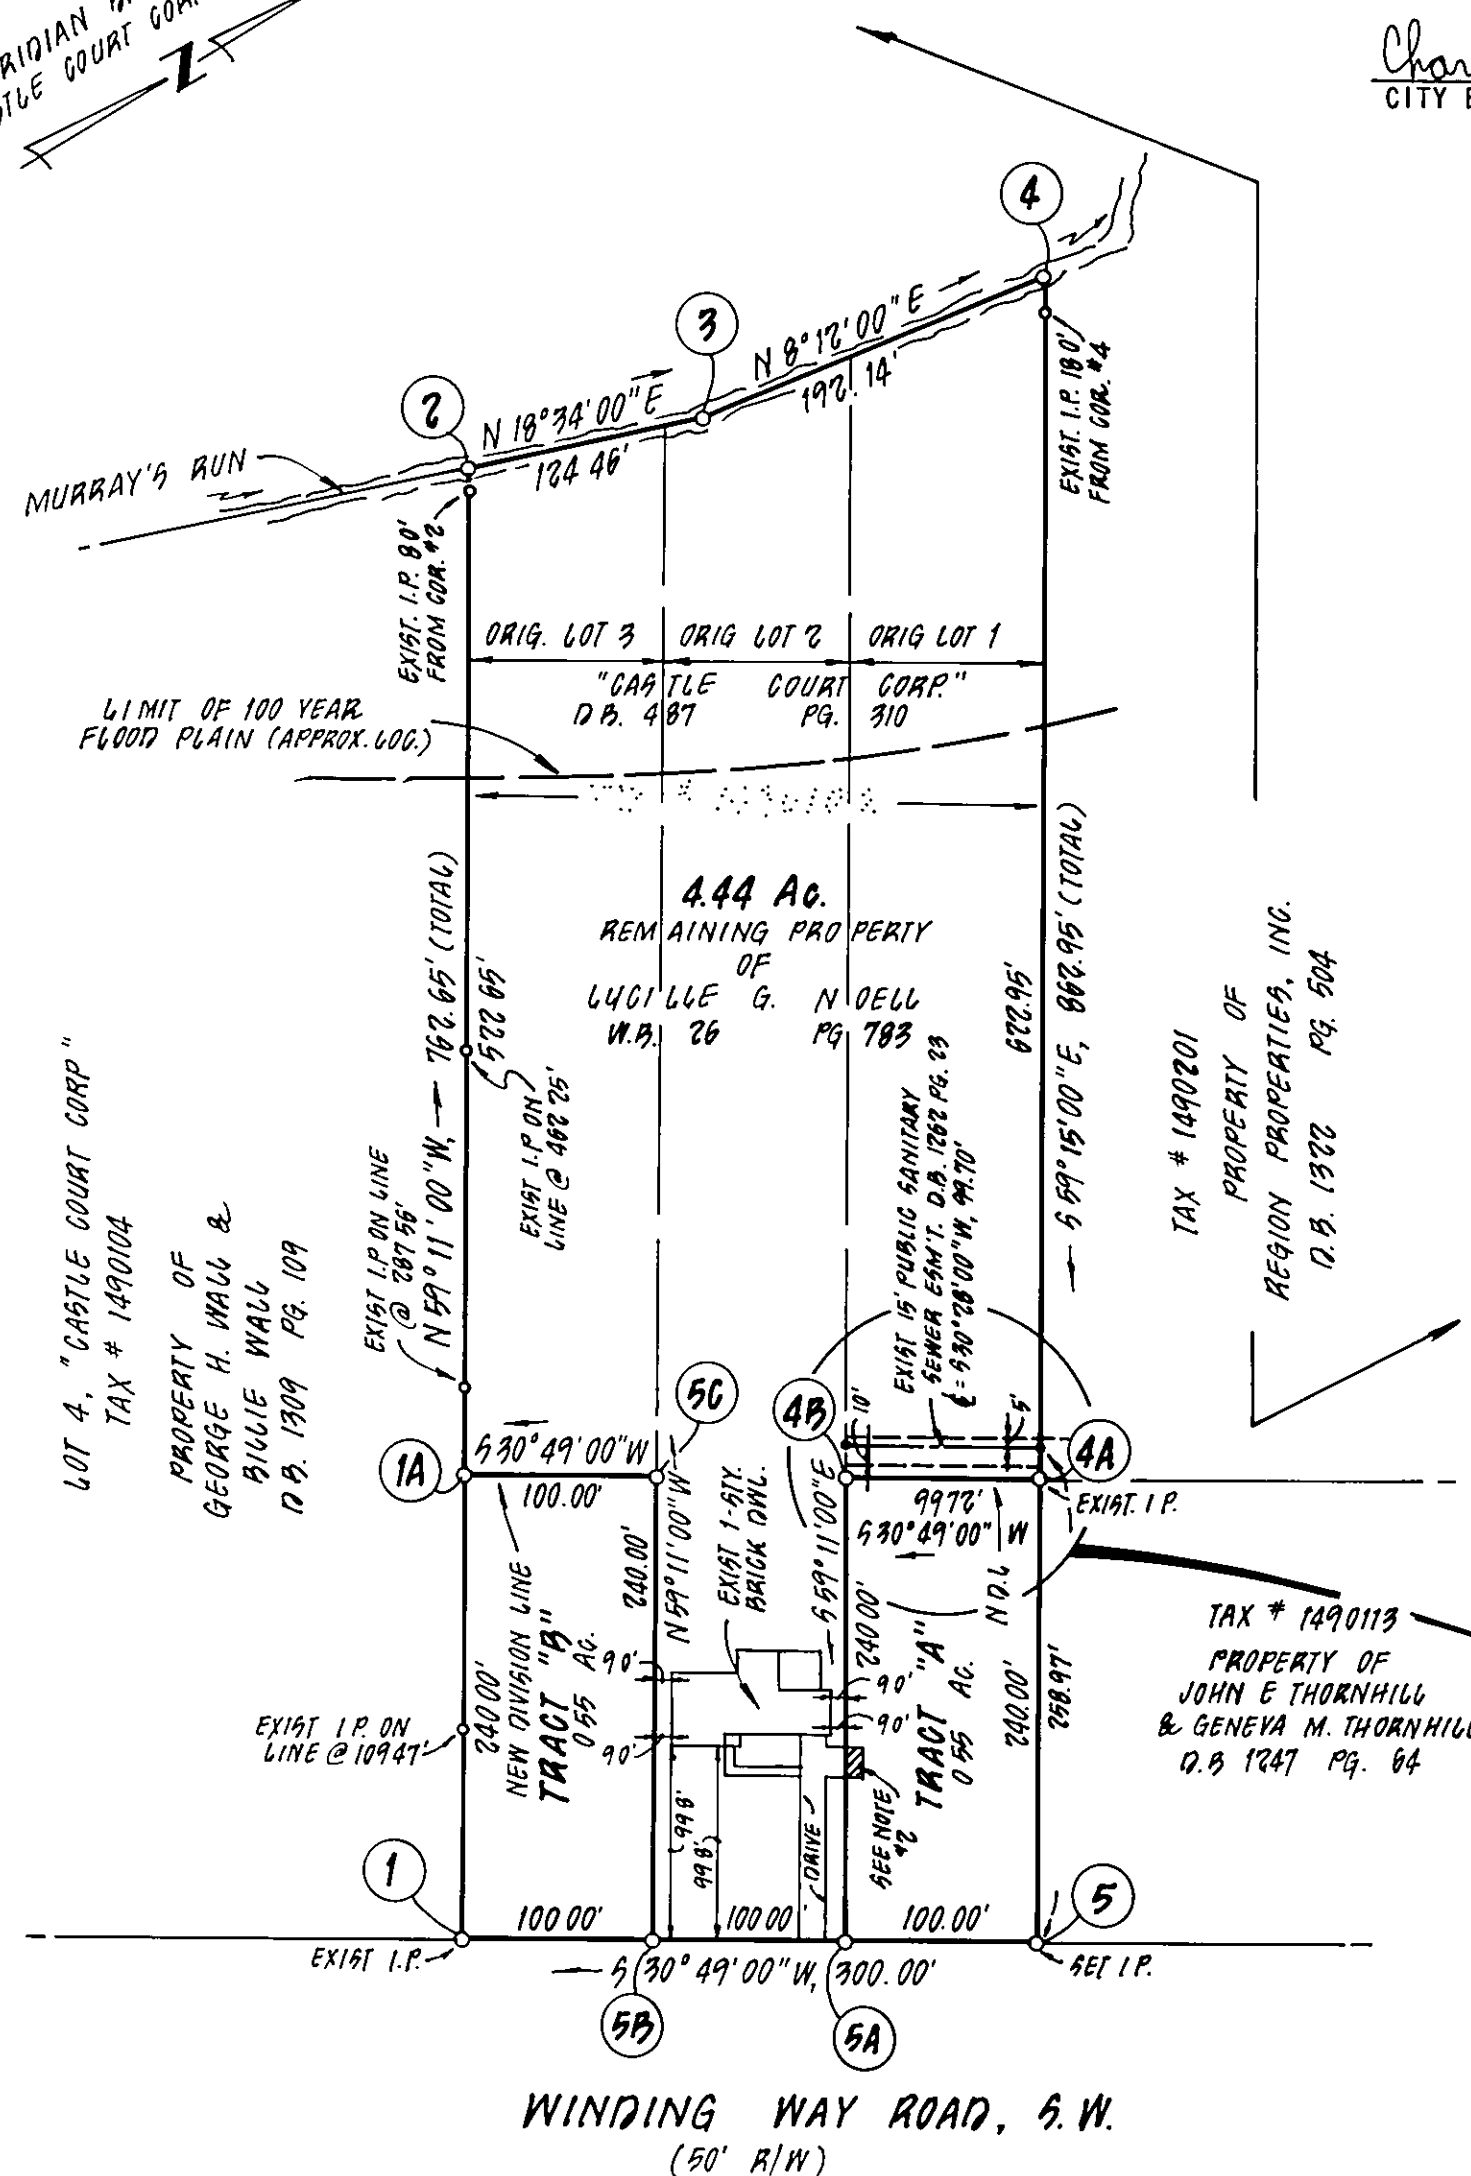 COURT
Char
CITY
4
3
2
N 8°12'00" E
192.14'
N 18°34'00" E
124 46'
MURRAY'S RUN
EXIST. I.P. 18 0'
FROM COR. #4
EXIST. I.P. 8 0'
FROM COR. #2
ORIG. LOT 3
ORIG LOT 2
ORIG LOT 1
"CASTLE COURT CORP."
D B. 487 PG. 310
LIMIT OF 100 YEAR
FLOOD PLAIN (APPROX. LOC.)
4.44 Ac.
REMAINING PROPERTY
OF
LUCILLE G. NOELL
W.B. 26 PG 783
N 59° 11' 00" W, 762.65' (TOTAL)
522 65'
EXIST I.P ON
LINE @ 462 25'
EXIST I.P ON LINE
@ 287 56'
622.95'
S 59° 15' 00" E, 862.95' (TOTAL)
EXIST 15' PUBLIC SANITARY
SEWER ESM'T. D.B. 1262 PG. 23
℄ = S30°28'00"W, 99.70'
TAX # 1490201
PROPERTY OF
REGION PROPERTIES, INC.
D.B. 1322 PG. 504
LOT 4, "CASTLE COURT CORP"
TAX # 1490104
PROPERTY OF
GEORGE H. WALL &
BILLIE WALL
D B. 1309 PG. 109
1A
5C
4B
4A
10'
5'
S 30° 49' 00" W
100.00'
99 72'
S 30° 49' 00" W
EXIST. I P.
NEW DIVISION LINE
TRACT "B"
0 55 AC.
240 00'
240.00'
N 59° 11' 00" W
EXIST 1-STY.
BRICK DWL.
S 59° 11' 00" E
240 00'
TRACT "A"
0 55 AC.
N D.L
240.00'
258.97'
9 0'
9 0'
9 0'
9 0'
99 8'
99 8'
DRIVE
SEE NOTE
#2
EXIST I P. ON
LINE @ 109 47'
TAX # 1490113
PROPERTY OF
JOHN E THORNHILL
& GENEVA M. THORNHILL
D.B 1247 PG. 64
1
5
100 00'
100 00'
100.00'
EXIST I.P.
SET I P.
S 30° 49' 00" W, 300.00'
5B
5A
WINDING WAY ROAD, S.W.
(50' R/W)